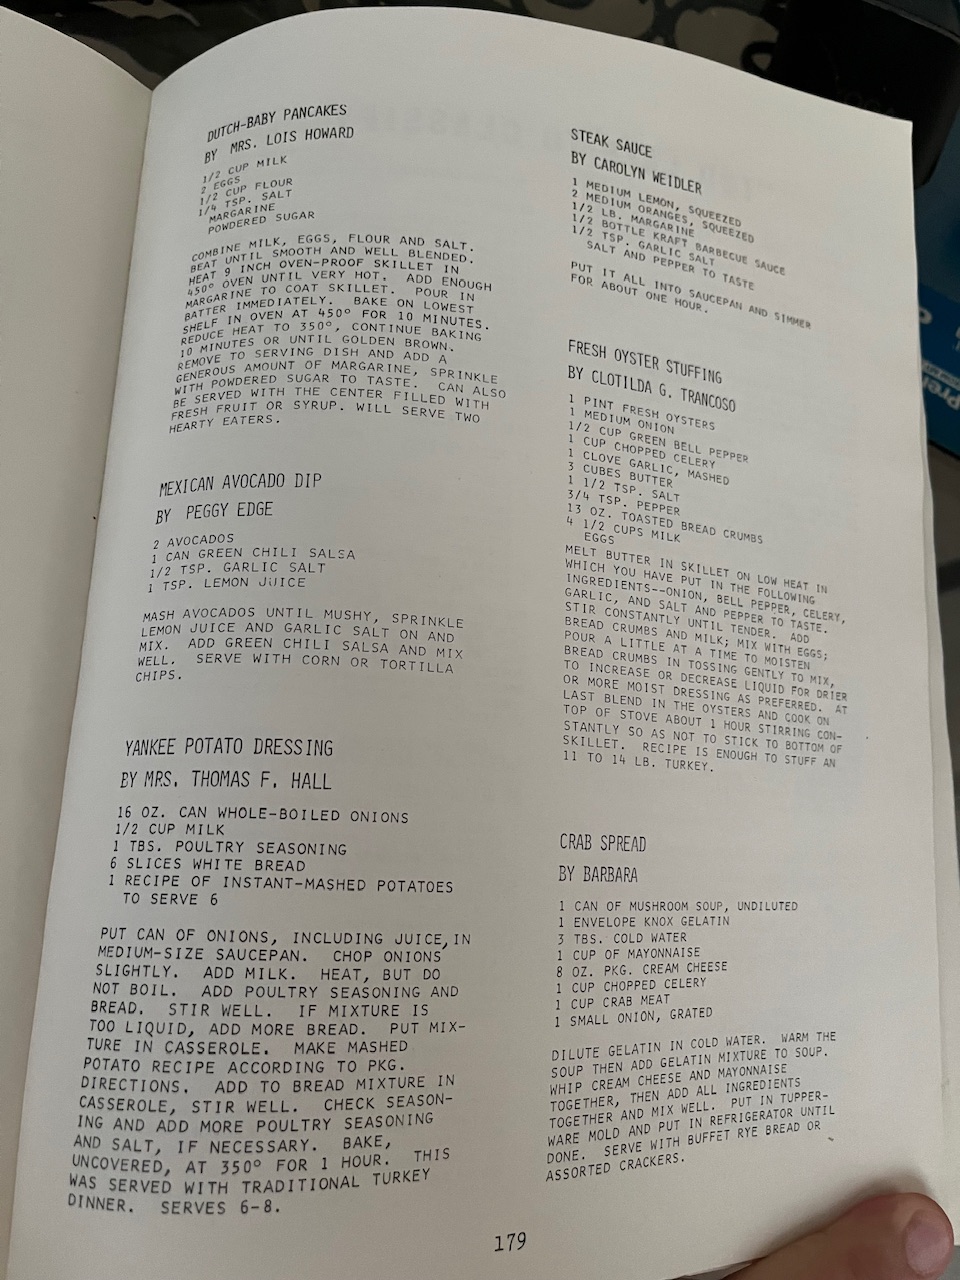 DUTCH-BABY PANCAKES
BY MRS. LOIS HOWARD
1/2 CUP MILK
2 EGGS
1/2 CUP FLOUR
1/4 TSP. SALT
MARGARINE
POWDERED SUGAR
COMBINE MILK, EGGS, FLOUR AND SALT.
BEAT UNTIL SMOOTH AND WELL BLENDED.
HEAT 9 INCH OVEN-PROOF SKILLET IN
450° OVEN UNTIL VERY HOT. ADD ENOUGH
MARGARINE TO COAT SKILLET. POUR IN
BATTER IMMEDIATELY. BAKE ON LOWEST
SHELF IN OVEN AT 450° FOR 10 MINUTES.
REDUCE HEAT TO 350°, CONTINUE BAKING
10 MINUTES OR UNTIL GOLDEN BROWN.
REMOVE TO SERVING DISH AND ADD A
GENEROUS AMOUNT OF MARGARINE, SPRINKLE
WITH POWDERED SUGAR TO TASTE. CAN ALSO
BE SERVED WITH THE CENTER FILLED WITH
FRESH FRUIT OR SYRUP. WILL SERVE TWO
HEARTY EATERS.
MEXICAN AVOCADO DIP
BY PEGGY EDGE
2 AVOCADOS
1 CAN GREEN CHILI SALSA
1/2 TSP. GARLIC SALT
1 TSP. LEMON JUICE
MASH AVOCADOS UNTIL MUSHY, SPRINKLE
LEMON JUICE AND GARLIC SALT ON AND
MIX. ADD GREEN CHILI SALSA AND MIX
WELL. SERVE WITH CORN OR TORTILLA
CHIPS.
YANKEE POTATO DRESSING
BY MRS. THOMAS F. HALL
16 OZ. CAN WHOLE-BOILED ONIONS
1/2 CUP MILK
1 TBS. POULTRY SEASONING
6 SLICES WHITE BREAD
1 RECIPE OF INSTANT-MASHED POTATOES
TO SERVE 6
PUT CAN OF ONIONS, INCLUDING JUICE, IN
MEDIUM-SIZE SAUCEPAN. CHOP ONIONS
SLIGHTLY. ADD MILK. HEAT, BUT DO
NOT BOIL. ADD POULTRY SEASONING AND
BREAD. STIR WELL. IF MIXTURE IS
TOO LIQUID, ADD MORE BREAD. PUT MIX-
TURE IN CASSEROLE. MAKE MASHED
POTATO RECIPE ACCORDING TO PKG.
DIRECTIONS. ADD TO BREAD MIXTURE IN
CASSEROLE, STIR WELL. CHECK SEASON-
ING AND ADD MORE POULTRY SEASONING
AND SALT, IF NECESSARY. BAKE,
UNCOVERED, AT 350° FOR 1 HOUR. THIS
WAS SERVED WITH TRADITIONAL TURKEY
DINNER. SERVES 6-8.
STEAK SAUCE
BY CAROLYN WEIDLER
1 MEDIUM LEMON, SQUEEZED
2 MEDIUM ORANGES, SQUEEZED
1/2 LB. MARGARINE
1/2 BOTTLE KRAFT BARBECUE SAUCE
1/2 TSP. GARLIC SALT
SALT AND PEPPER TO TASTE
PUT IT ALL INTO SAUCEPAN AND SIMMER
FOR ABOUT ONE HOUR.
FRESH OYSTER STUFFING
BY CLOTILDA G. TRANCOSO
1 PINT FRESH OYSTERS
1 MEDIUM ONION
1/2 CUP GREEN BELL PEPPER
1 CUP CHOPPED CELERY
1 CLOVE GARLIC, MASHED
3 CUBES BUTTER
1 1/2 TSP. SALT
3/4 TSP. PEPPER
13 OZ. TOASTED BREAD CRUMBS
4 1/2 CUPS MILK
EGGS
MELT BUTTER IN SKILLET ON LOW HEAT IN
WHICH YOU HAVE PUT IN THE FOLLOWING
INGREDIENTS--ONION, BELL PEPPER, CELERY,
GARLIC, AND SALT AND PEPPER TO TASTE.
STIR CONSTANTLY UNTIL TENDER. ADD
BREAD CRUMBS AND MILK; MIX WITH EGGS;
POUR A LITTLE AT A TIME TO MOISTEN
BREAD CRUMBS IN TOSSING GENTLY TO MIX,
TO INCREASE OR DECREASE LIQUID FOR DRIER
OR MORE MOIST DRESSING AS PREFERRED. AT
LAST BLEND IN THE OYSTERS AND COOK ON
TOP OF STOVE ABOUT 1 HOUR STIRRING CON-
STANTLY SO AS NOT TO STICK TO BOTTOM OF
SKILLET. RECIPE IS ENOUGH TO STUFF AN
11 TO 14 LB. TURKEY.
CRAB SPREAD
BY BARBARA
1 CAN OF MUSHROOM SOUP, UNDILUTED
1 ENVELOPE KNOX GELATIN
3 TBS. COLD WATER
1 CUP OF MAYONNAISE
8 OZ. PKG. CREAM CHEESE
1 CUP CHOPPED CELERY
1 CUP CRAB MEAT
1 SMALL ONION, GRATED
DILUTE GELATIN IN COLD WATER. WARM THE
SOUP THEN ADD GELATIN MIXTURE TO SOUP.
WHIP CREAM CHEESE AND MAYONNAISE
TOGETHER, THEN ADD ALL INGREDIENTS
TOGETHER AND MIX WELL. PUT IN TUPPER-
WARE MOLD AND PUT IN REFRIGERATOR UNTIL
DONE. SERVE WITH BUFFET RYE BREAD OR
ASSORTED CRACKERS.
179